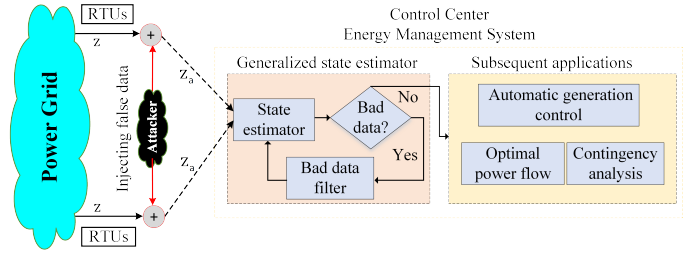 Control Center
Energy Management System
RTUs
z
+
Power Grid
Injecting false data
Attacker
z
RTUs
+
za
za
Generalized state estimator
State
estimator
Bad
data?
No
Yes
Bad data
filter
Subsequent applications
Automatic generation
control
Optimal
power flow
Contingency
analysis